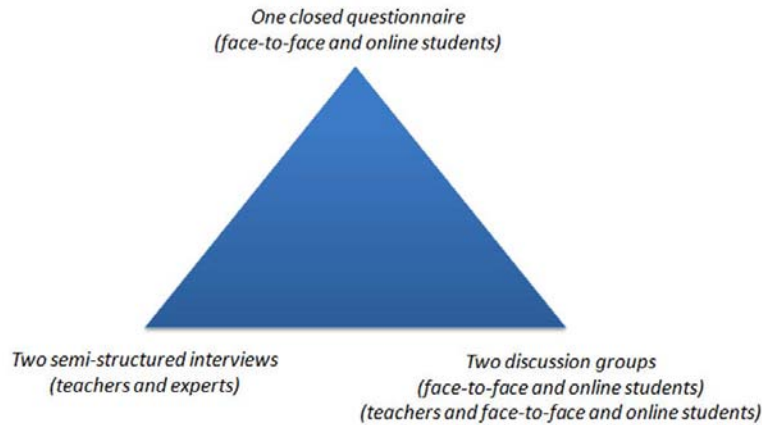 One closed questionnaire
(face-to-face and online students)
Two semi-structured interviews
(teachers and experts)
Two discussion groups
(face-to-face and online students)
(teachers and face-to-face and online students)